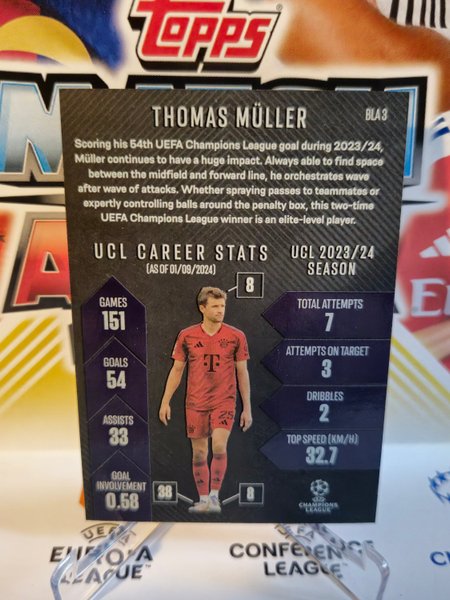 Topps
THOMAS MÜLLER
BLA 3
Scoring his 54th UEFA Champions League goal during 2023/24,
Müller continues to have a huge impact. Always able to find space
between the midfield and forward line, he orchestrates wave
after wave of attacks. Whether spraying passes to teammates or
expertly controlling balls around the penalty box, this two-time
UEFA Champions League winner is an elite-level player.
UCL CAREER STATS
(AS OF 01/09/2024)
UCL 2023/24
SEASON
8
GAMES
151
GOALS
54
ASSISTS
33
GOAL
INVOLVEMENT
0.58
TOTAL ATTEMPTS
7
ATTEMPTS ON TARGET
3
DRIBBLES
2
TOP SPEED (KM/H)
32.7
T
25
38
8
CHAMPIONS
LEAGUE
UEFA
EUROPA
LEAGUE
UEFA
CONFERENCE
LEAGUE